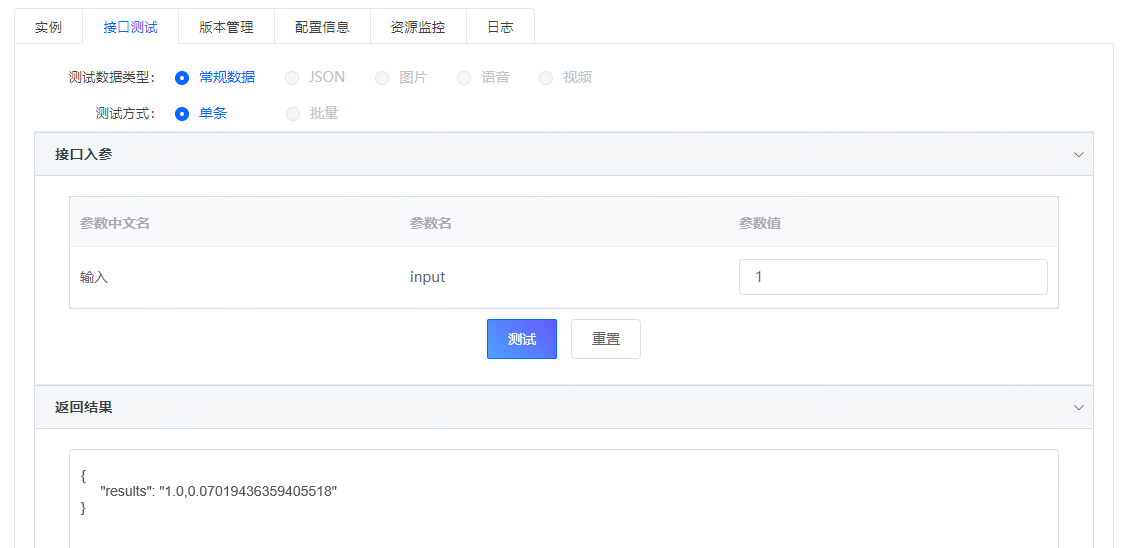 实例 接口测试 版本管理 配置信息 资源监控 日志
测试数据类型： 常规数据 JSON 图片 语音 视频
测试方式： 单条 批量
接口入参
参数中文名 参数名 参数值
输入 input 1
测试 重置
返回结果
{
"results": "1.0,0.07019436359405518"
}